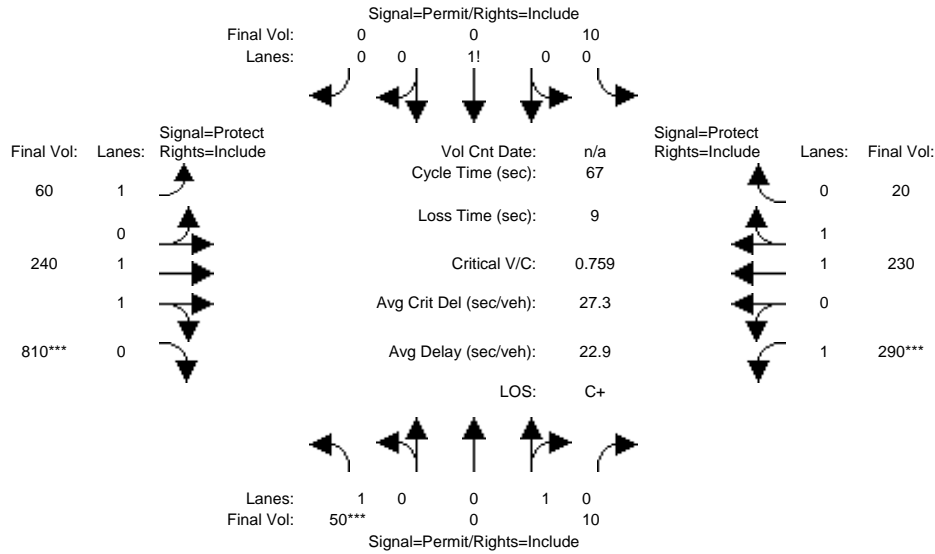 Signal=Permit/Rights=Include
Final Vol: 0 0 10
Lanes: 0 0 1! 0 0
Signal=Protect Signal=Protect
Final Vol: Lanes: Rights=Include Vol Cnt Date: n/a Rights=Include Lanes: Final Vol:
Cycle Time (sec): 67
60 1 0 20
Loss Time (sec): 9
0 1
240 1 Critical V/C: 0.759 1 230
1 Avg Crit Del (sec/veh): 27.3 0
810*** 0 Avg Delay (sec/veh): 22.9 1 290***
LOS: C+
Lanes: 1 0 0 1 0
Final Vol: 50*** 0 10
Signal=Permit/Rights=Include